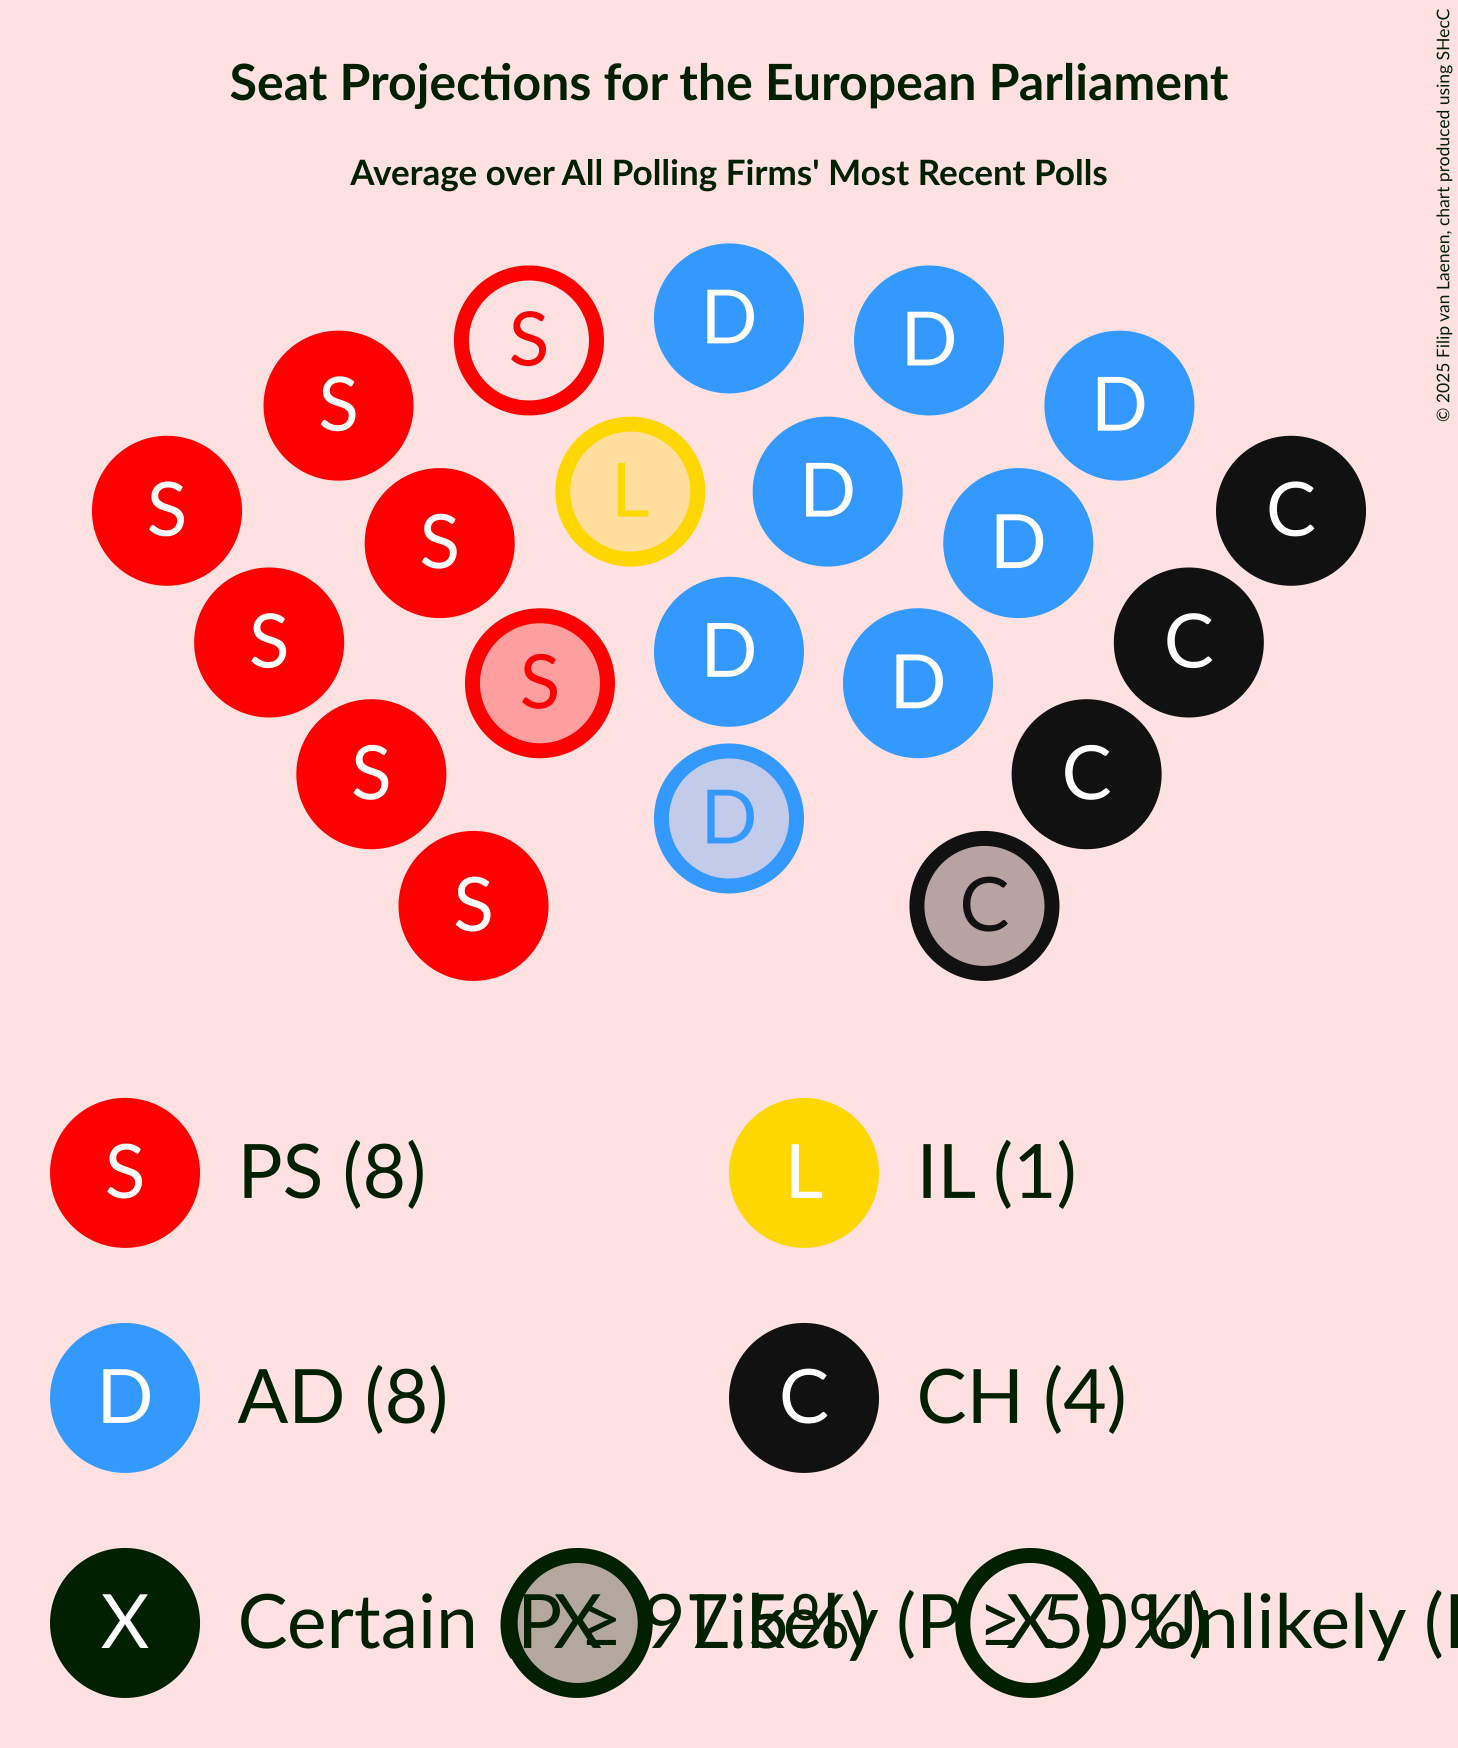 Seat Projections for the European Parliament
Average over All Polling Firms' Most Recent Polls
© 2025 Filip van Laenen, chart produced using SHecC
D
S D
S D
S L D C
S D
S D C
S D
S D C
D
S C
S PS (8) L IL (1)
D AD (8) C CH (4)
X Certain (P ≥ 97.5%) X Likely (P ≥ 50%) X Unlikely (